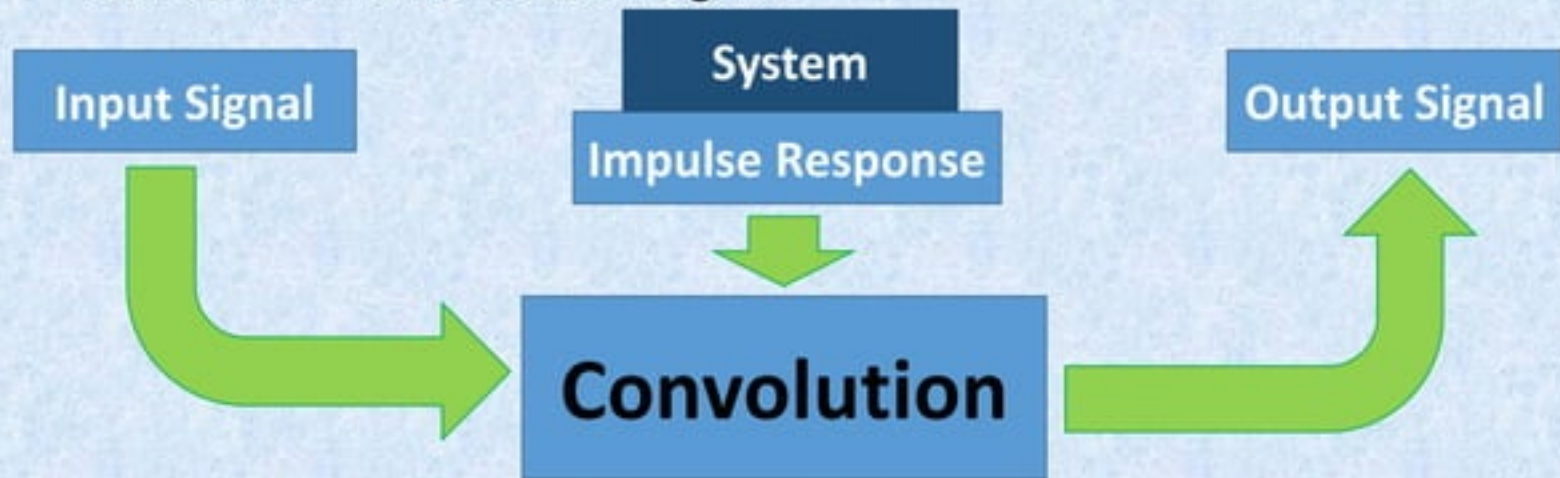 System
Input Signal
Output Signal
Impulse Response
Convolution